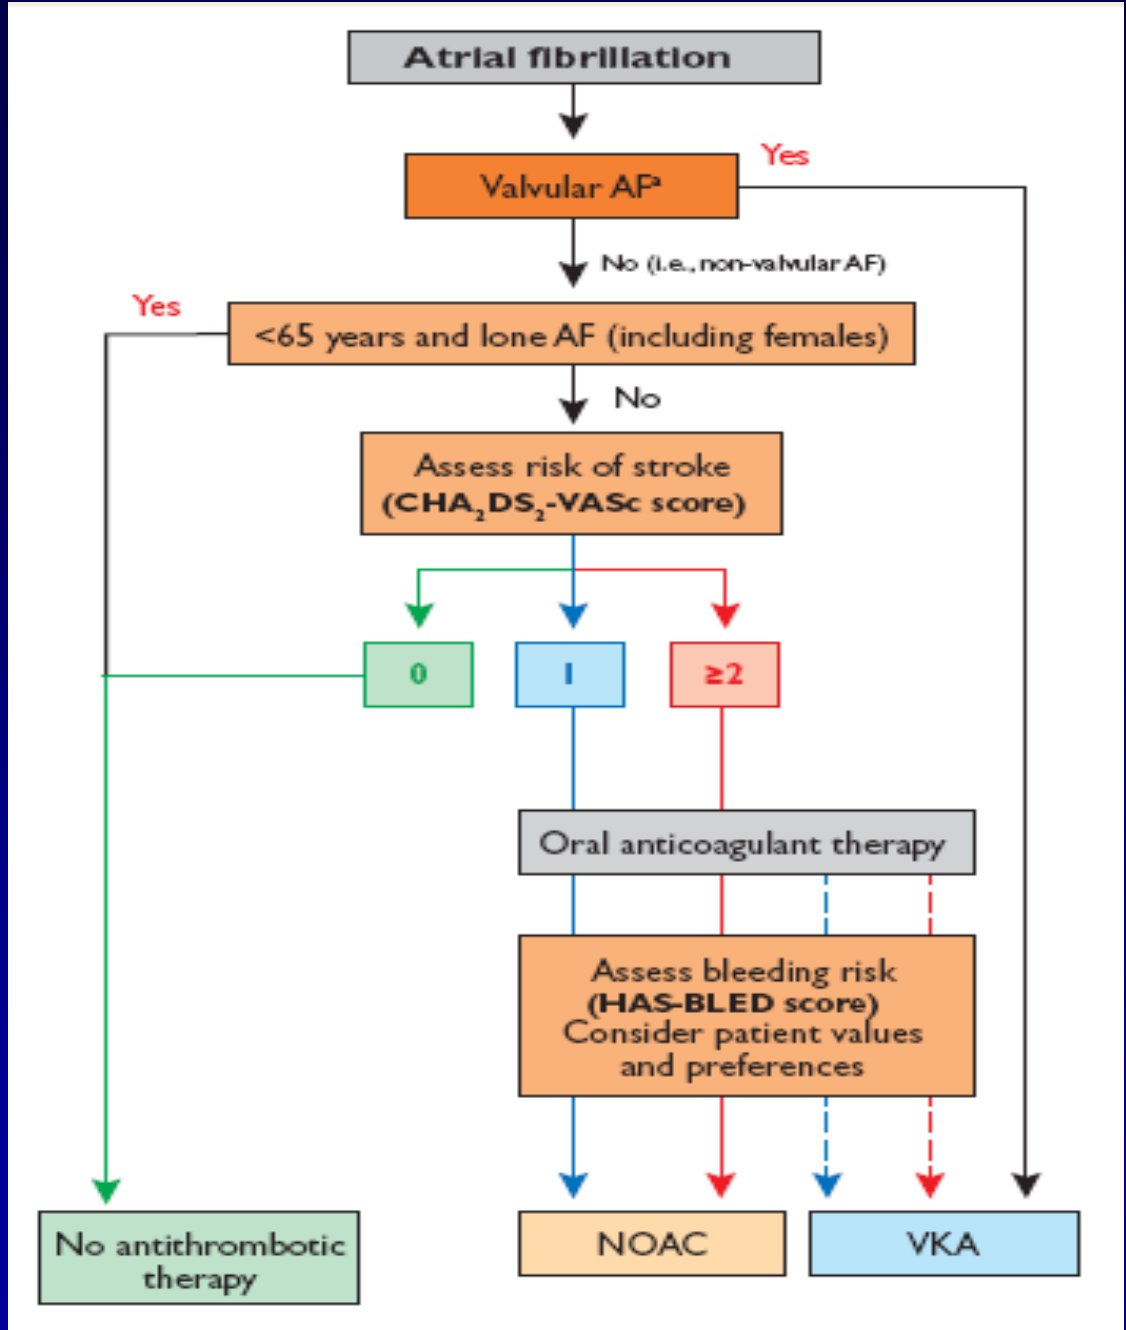 Atrial fibrillation
Yes
Valvular AFª
No (i.e., non-valvular AF)
Yes
<65 years and lone AF (including females)
No
Assess risk of stroke
(CHA₂DS₂-VASc score)
0
1
≥2
Oral anticoagulant therapy
Assess bleeding risk
(HAS-BLED score)
Consider patient values
and preferences
No antithrombotic
therapy
NOAC
VKA